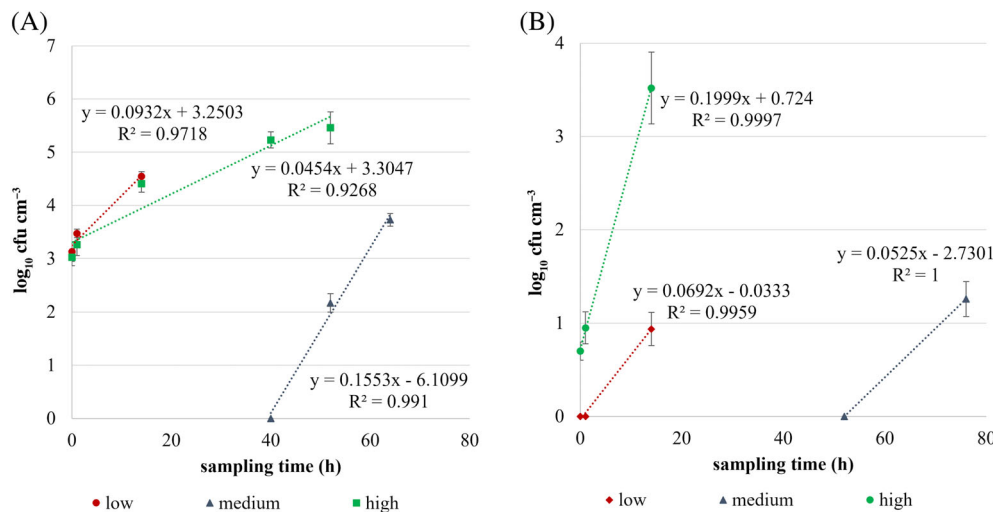 (A)
7
6
5
4
3
2
1
0
0
20
40
60
80
log₁₀ cfu cm⁻³
sampling time (h)
y = 0.0932x + 3.2503
R² = 0.9718
y = 0.0454x + 3.3047
R² = 0.9268
y = 0.1553x - 6.1099
R² = 0.991
low
medium
high
(B)
4
3
2
1
0
0
20
40
60
80
log₁₀ cfu cm⁻³
sampling time (h)
y = 0.1999x + 0.724
R² = 0.9997
y = 0.0525x - 2.7301
R² = 1
y = 0.0692x - 0.0333
R² = 0.9959
low
medium
high